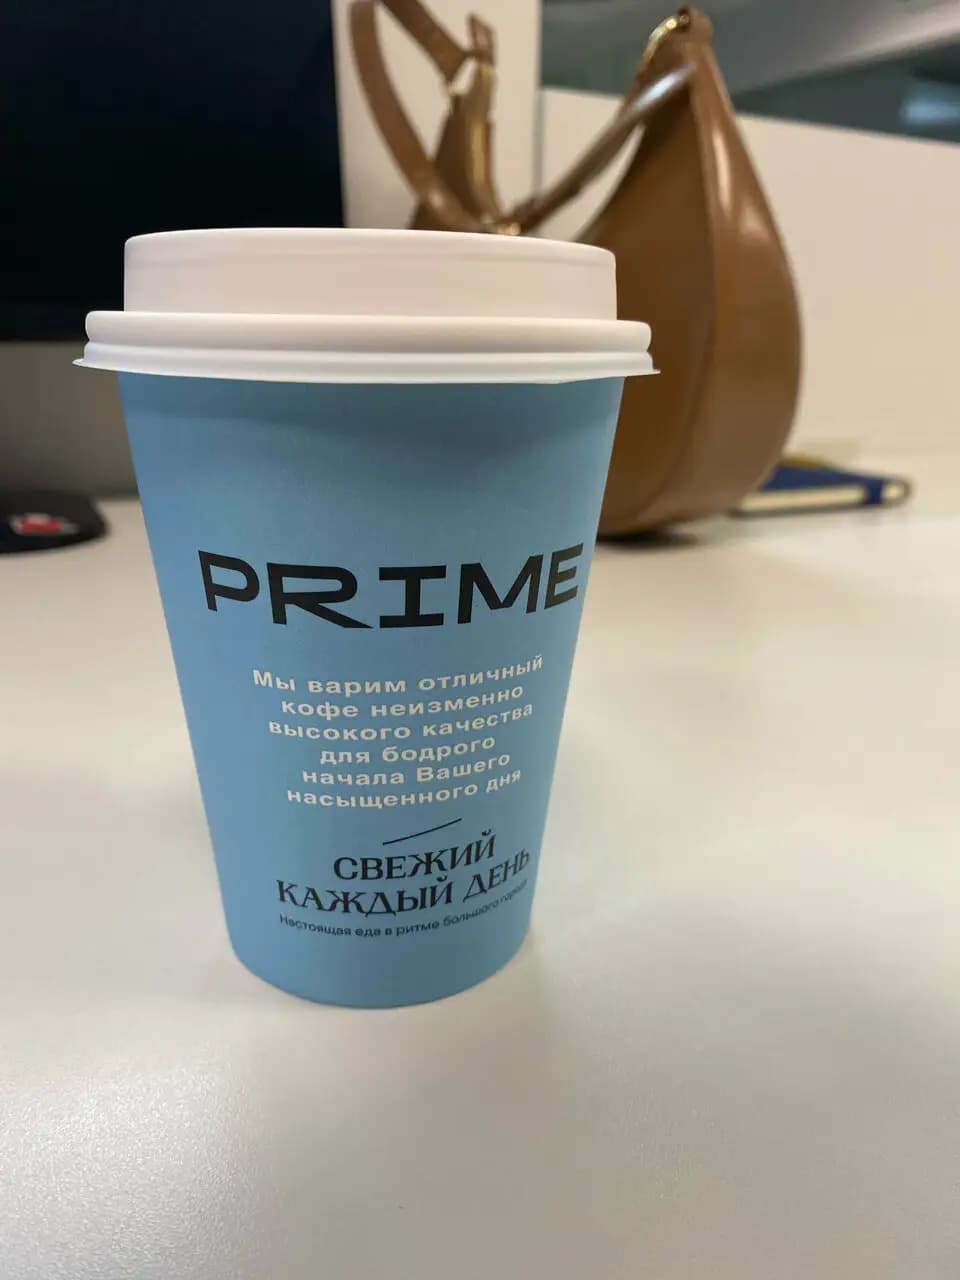 PRIME
Мы варим отличный
кофе неизменно
высокого качества
для бодрого
начала Вашего
насыщенного дня
СВЕЖИЙ
КАЖДЫЙ ДЕНЬ
Настоящая еда в ритме большого города